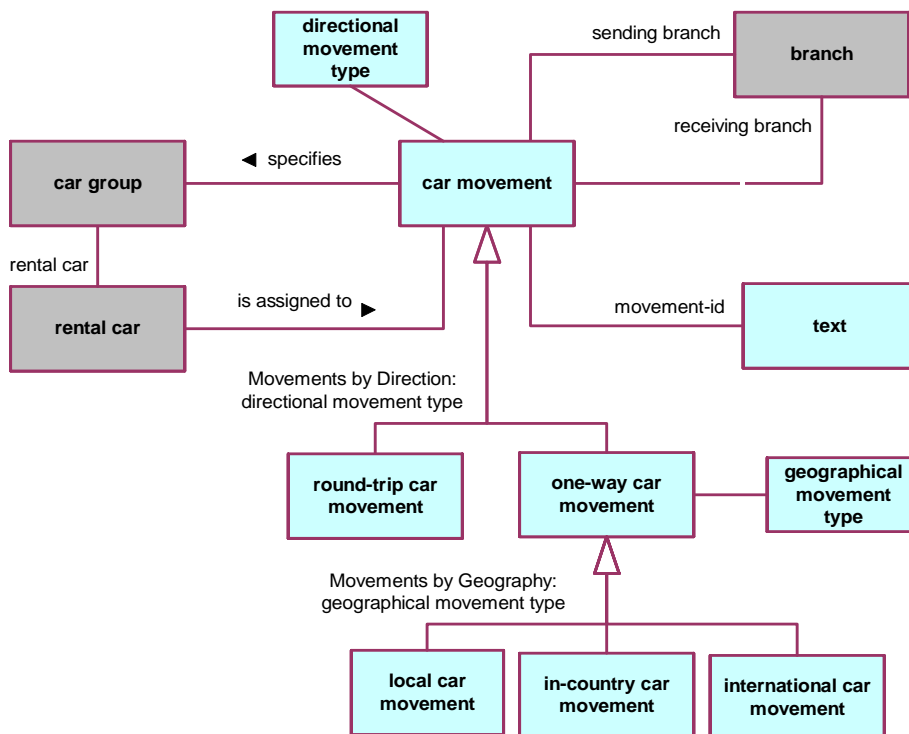 directional
movement
type
sending branch
branch
receiving branch
◄ specifies
car group
car movement
rental car
is assigned to ►
rental car
movement-id
text
Movements by Direction:
directional movement type
round-trip car
movement
one-way car
movement
geographical
movement
type
Movements by Geography:
geographical movement type
local car
movement
in-country car
movement
international car
movement